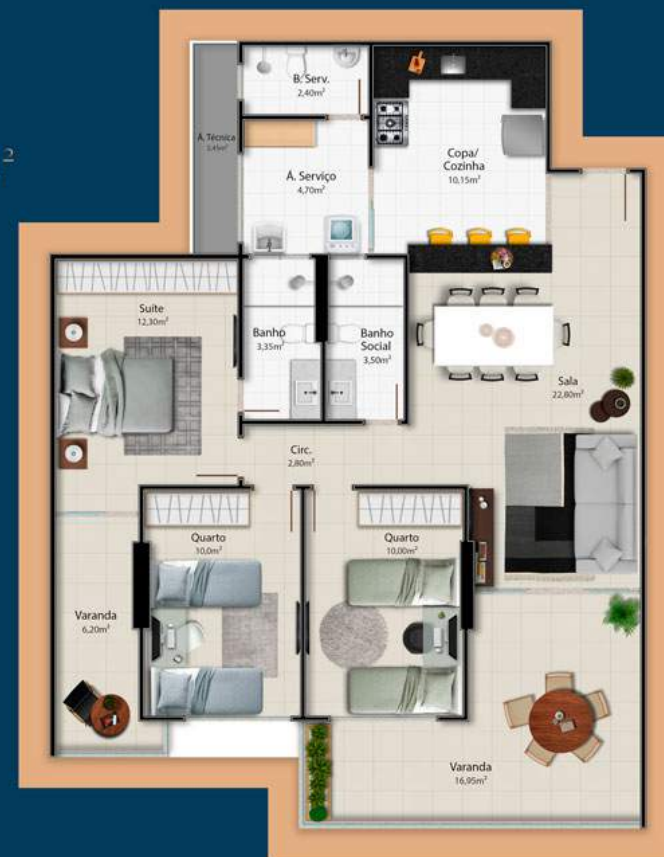 B. Serv.
2,40m²
Á. Técnica
2
Copa/
Cozinha
10,15m²
Á. Serviço
4,70m²
Suíte
12,30m²
Banho
3,35m²
Banho
Social
3,50m²
Sala
22,80m²
Circ.
2,80m²
Quarto
10,0m²
Quarto
10,00m²
Varanda
6,20m²
Varanda
16,95m²